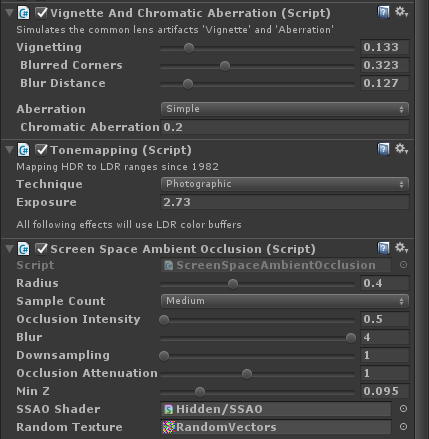 Vignette And Chromatic Aberration (Script)
Simulates the common lens artifacts 'Vignette' and 'Aberration'
Vignetting 0.133
Blurred Corners 0.323
Blur Distance 0.127
Aberration Simple
Chromatic Aberration 0.2
Tonemapping (Script)
Mapping HDR to LDR ranges since 1982
Technique Photographic
Exposure 2.73
All following effects will use LDR color buffers
Screen Space Ambient Occlusion (Script)
Script ScreenSpaceAmbientOcclusion
Radius 0.4
Sample Count Medium
Occlusion Intensity 0.5
Blur 4
Downsampling 1
Occlusion Attenuation 1
Min Z 0.095
SSAO Shader Hidden/SSAO
Random Texture RandomVectors